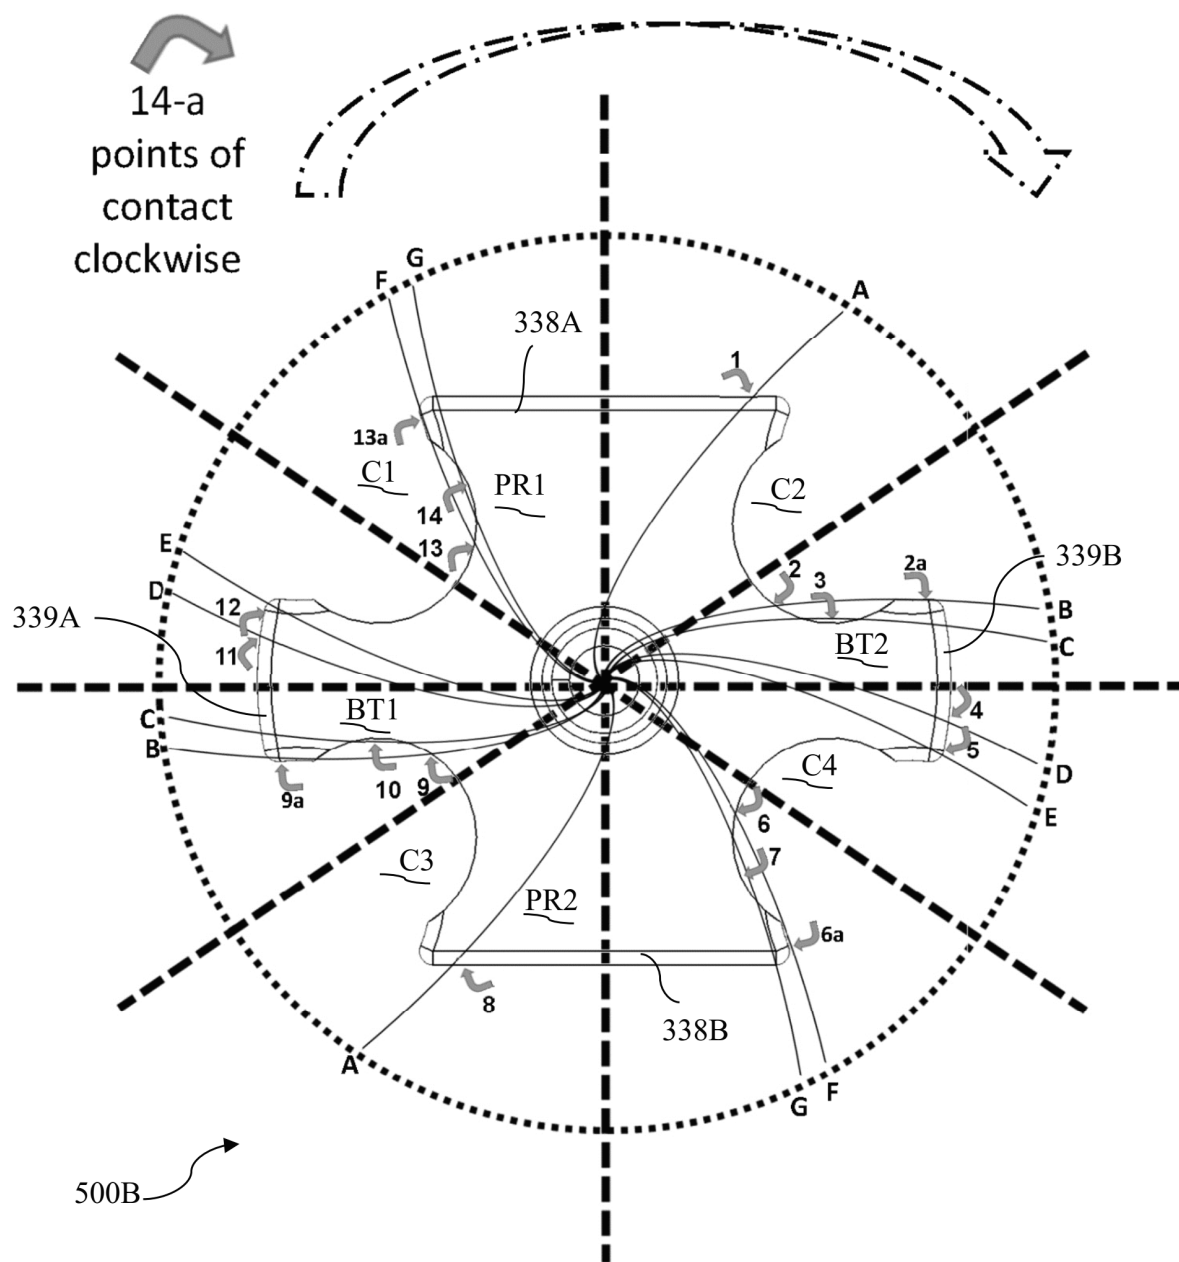 14-a
points of
contact
clockwise
G
F
A
338A
1
13a
C1
PR1
C2
14
13
E
D
2
3
2a
339B
12
339A
11
BT2
B
C
BT1
C
B
4
5
D
E
9a
10
9
C4
6
7
C3
PR2
6a
8
338B
A
G
F
500B